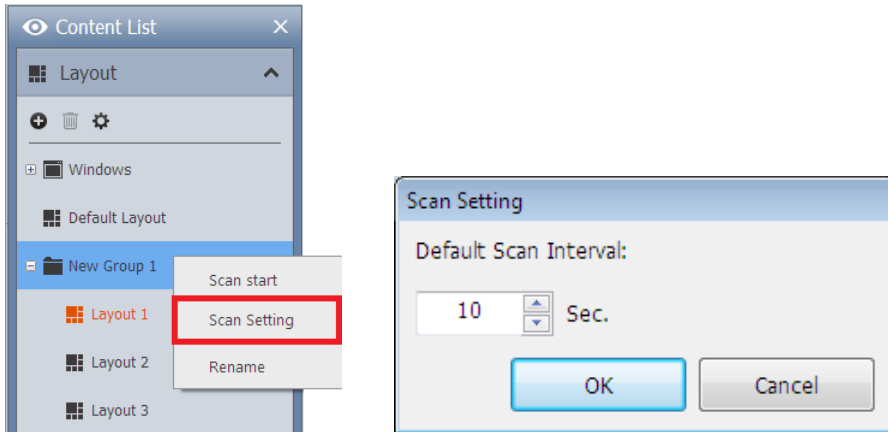 Content List
Layout
Windows
Default Layout
New Group 1
Scan start
Layout 1
Scan Setting
Layout 2
Rename
Layout 3
Scan Setting
Default Scan Interval:
10 Sec.
OK Cancel